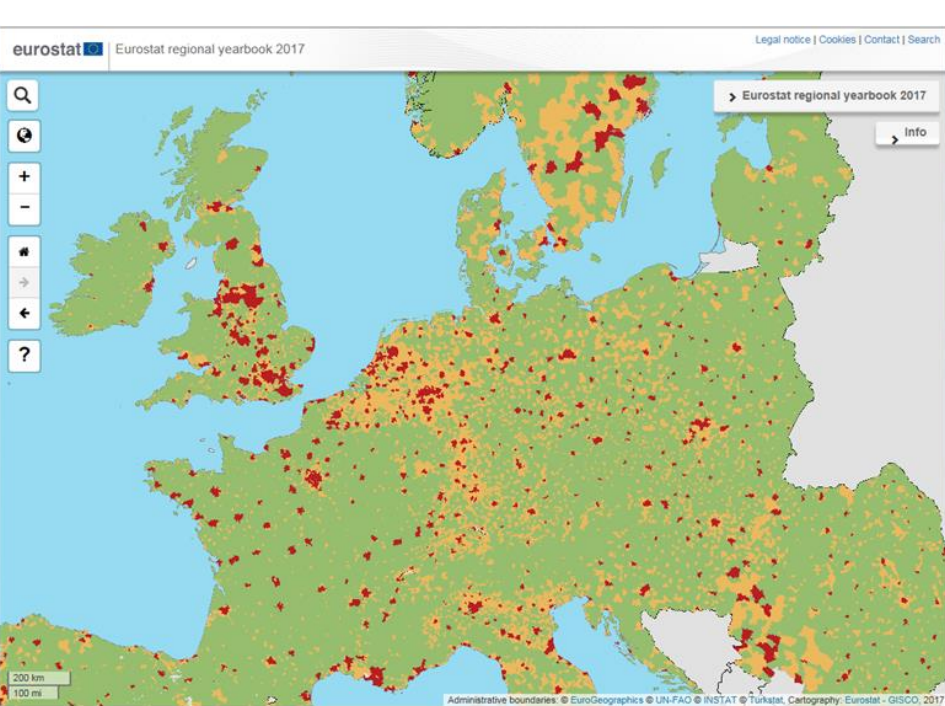 eurostat Eurostat regional yearbook 2017
Legal notice | Cookies | Contact | Search
Eurostat regional yearbook 2017
Info
+
−
?
200 km
100 mi
Administrative boundaries: © EuroGeographics © UN-FAO © INSTAT © Turkstat, Cartography: Eurostat - GISCO, 2017